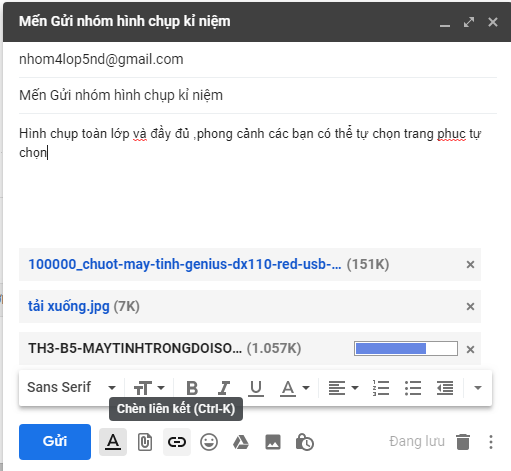 Mến Gửi nhóm hình chụp kỉ niệm
nhom4lop5nd@gmail.com
Mến Gửi nhóm hình chụp kỉ niệm
Hình chụp toàn lớp và đầy đủ ,phong cảnh các bạn có thể tự chọn trang phục tự
chọn
100000_chuot-may-tinh-genius-dx110-red-usb-... (151K)
tải xuống.jpg (7K)
TH3-B5-MAYTINHTRONGDOISO... (1.057K)
Sans Serif
Chèn liên kết (Ctrl-K)
Gửi
Đang lưu